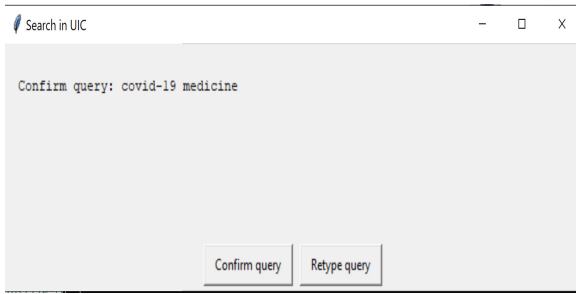 Search in UIC
Confirm query: covid-19 medicine
Confirm query
Retype query